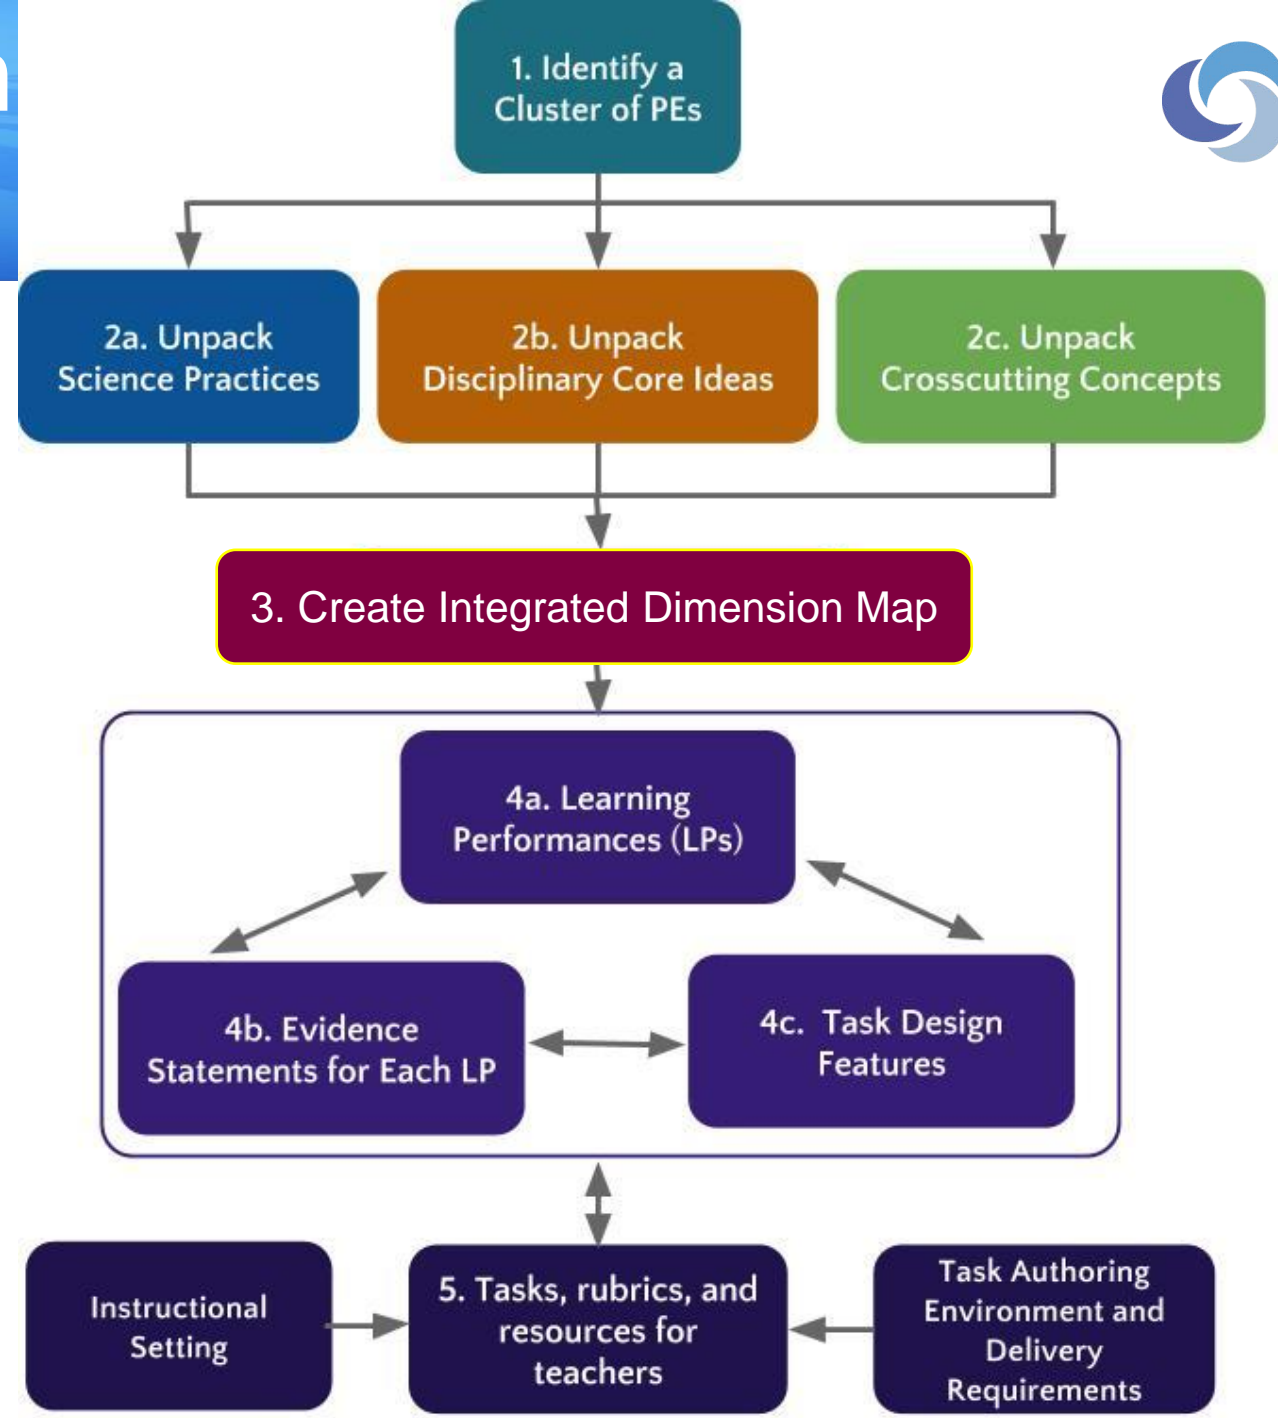 1. Identify a
Cluster of PEs
2a. Unpack
Science Practices
2b. Unpack
Disciplinary Core Ideas
2c. Unpack
Crosscutting Concepts
3. Create Integrated Dimension Map
4a. Learning
Performances (LPs)
4b. Evidence
Statements for Each LP
4c. Task Design
Features
Instructional
Setting
5. Tasks, rubrics, and
resources for
teachers
Task Authoring
Environment and
Delivery
Requirements